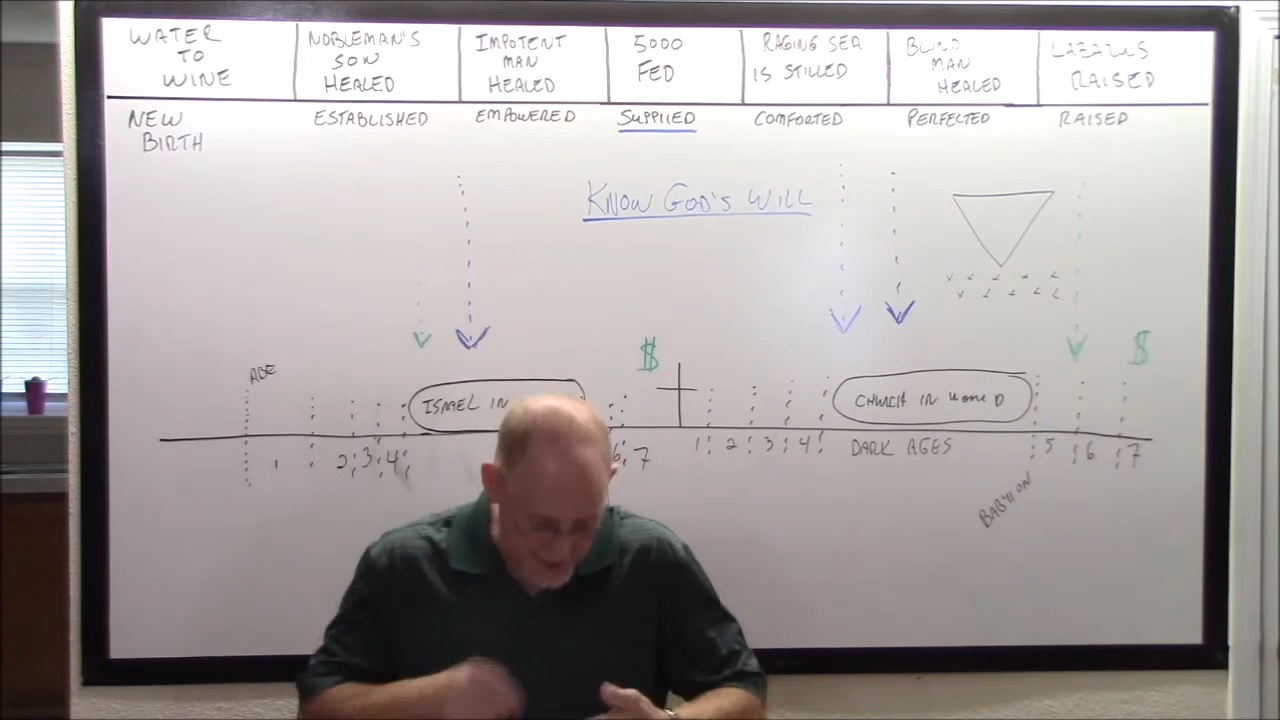 WATER
TO
WINE
NOBLEMAN'S
SON
HEALED
IMPOTENT
MAN
HEALED
5000
FED
RAGING SEA
IS STILLED
BLIND
MAN
HEALED
LAZARUS
RAISED
NEW
BIRTH
ESTABLISHED
EMPOWERED
SUPPLIED
COMFORTED
PERFECTED
RAISED
KNOW GOD'S WILL
$
$
ABE
ISRAEL IN
CHURCH IN
1
2
3
4
6
7
1
2
3
4
DARK AGES
5
6
7
BABYLON